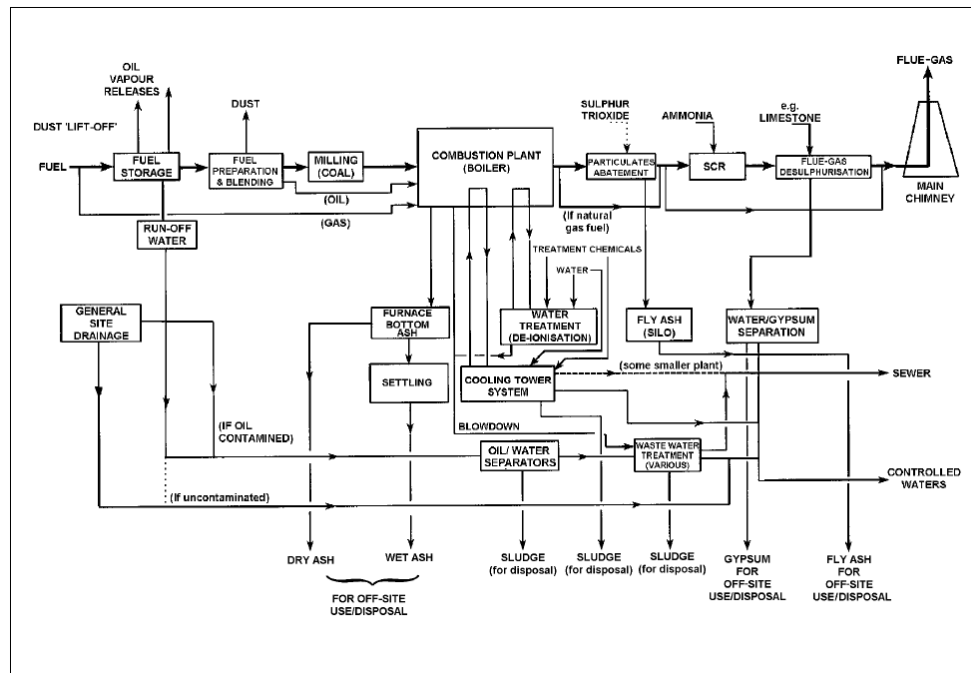 FLUE-GAS
OIL
VAPOUR
RELEASES
DUST
DUST 'LIFT-OFF'
SULPHUR
TRIOXIDE
AMMONIA
e.g.
LIMESTONE
FUEL
FUEL
STORAGE
FUEL
PREPARATION
& BLENDING
MILLING
(COAL)
COMBUSTION PLANT
(BOILER)
PARTICULATES
ABATEMENT
SCR
FLUE-GAS
DESULPHURISATION
MAIN
CHIMNEY
(OIL)
(GAS)
(If natural
gas fuel)
RUN-OFF
WATER
TREATMENT CHEMICALS
WATER
GENERAL
SITE
DRAINAGE
FURNACE
BOTTOM
ASH
WATER
TREATMENT
(DE-IONISATION)
FLY ASH
(SILO)
WATER/GYPSUM
SEPARATION
SETTLING
COOLING TOWER
SYSTEM
(some smaller plant)
SEWER
(IF OIL
CONTAMINED)
BLOWDOWN
OIL/ WATER
SEPARATORS
WASTE WATER
TREATMENT
(VARIOUS)
CONTROLLED
WATERS
(If uncontaminated)
DRY ASH
WET ASH
FOR OFF-SITE
USE/DISPOSAL
SLUDGE
(for disposal)
SLUDGE
(for disposal)
SLUDGE
(for disposal)
GYPSUM
FOR
OFF-SITE
USE/DISPOSAL
FLY ASH
FOR
OFF-SITE
USE/DISPOSAL